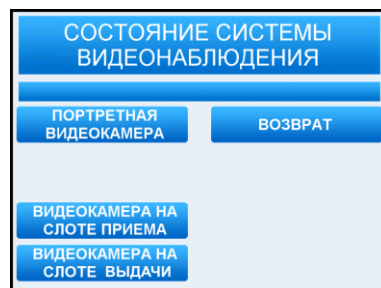 СОСТОЯНИЕ СИСТЕМЫ
ВИДЕОНАБЛЮДЕНИЯ
ПОРТРЕТНАЯ
ВИДЕОКАМЕРА
ВОЗВРАТ
ВИДЕОКАМЕРА НА
СЛОТЕ ПРИЕМА
ВИДЕОКАМЕРА НА
СЛОТЕ ВЫДАЧИ